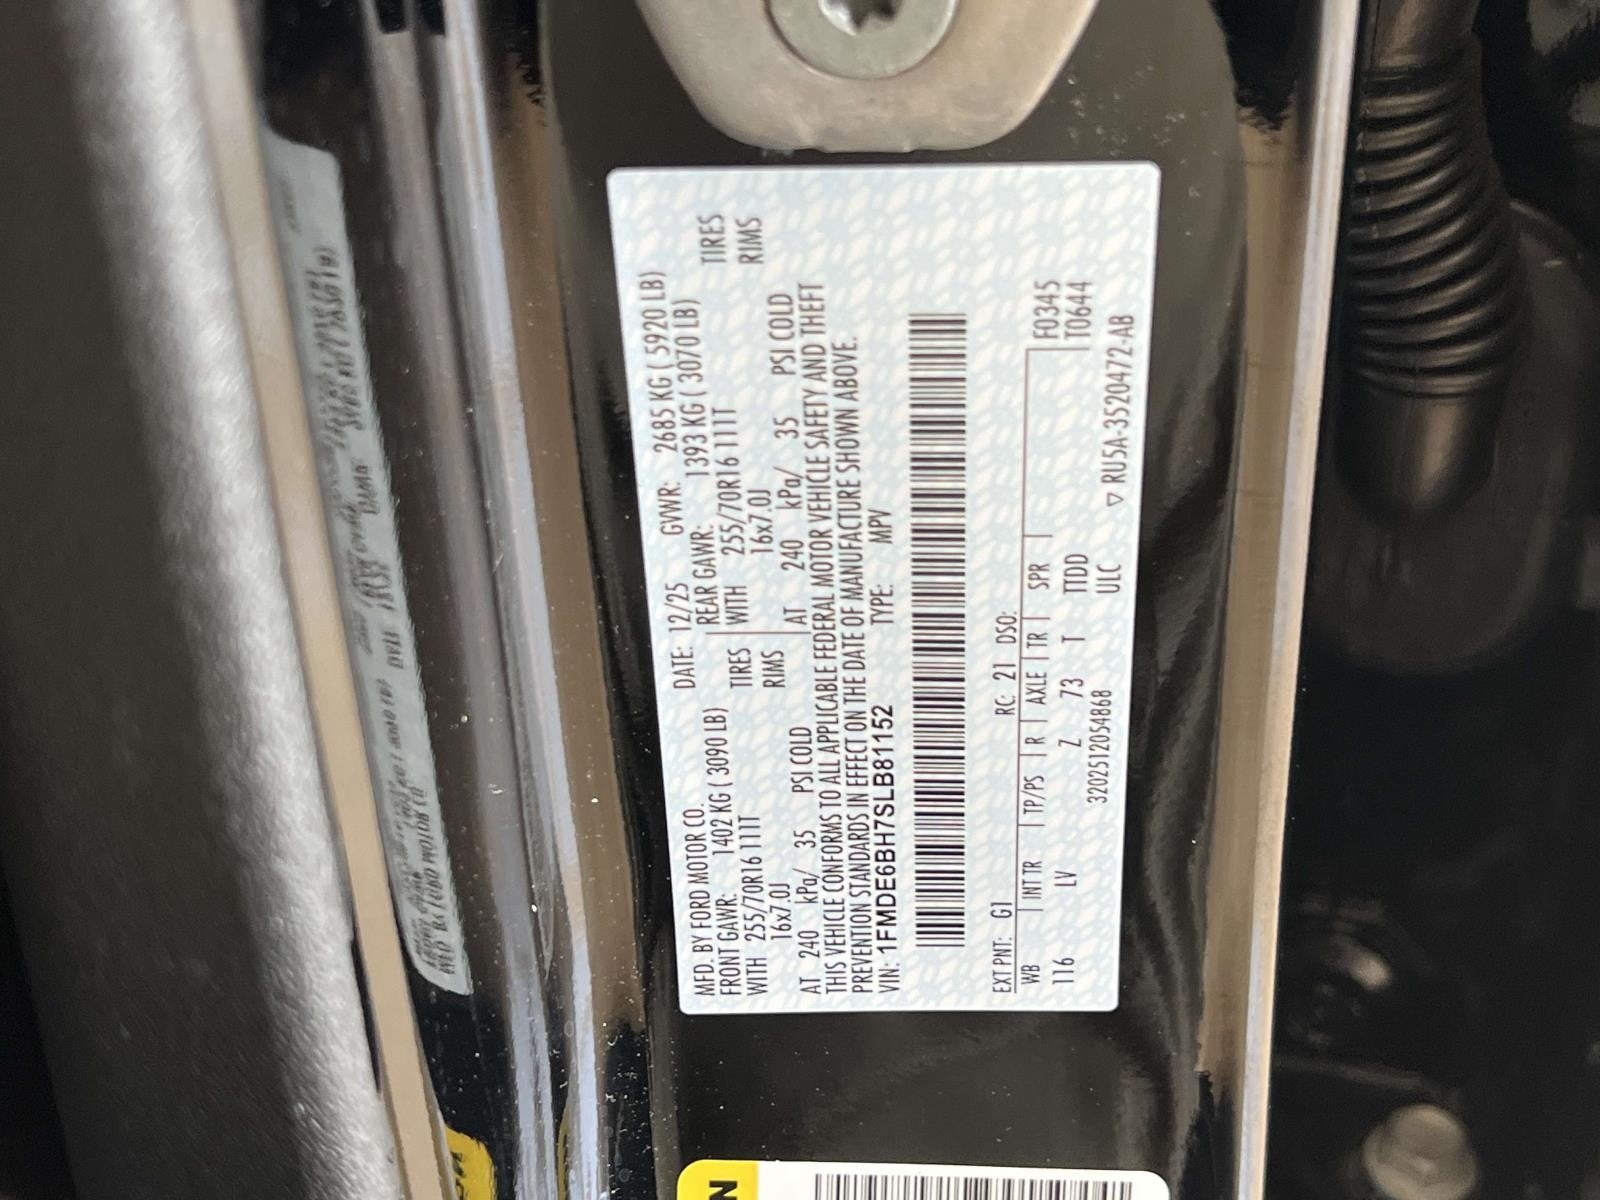 MFD. BY FORD MOTOR CO.
DATE: 12/25 GVWR: 2685 KG ( 5920 LB)
FRONT GAWR: 1402 KG ( 3090 LB)
REAR GAWR: 1393 KG ( 3070 LB)
WITH 255/70R16 111T TIRES
WITH 255/70R16 111T TIRES
16x7.0J RIMS
16x7.0J RIMS
AT 240 kPa/ 35 PSI COLD
AT 240 kPa/ 35 PSI COLD
THIS VEHICLE CONFORMS TO ALL APPLICABLE FEDERAL MOTOR VEHICLE SAFETY AND THEFT
PREVENTION STANDARDS IN EFFECT ON THE DATE OF MANUFACTURE SHOWN ABOVE.
VIN: 1FMDE6BH7SLB81152 TYPE: MPV
EXT PNT: G1 RC: 21 DSO:
WB INT TR TP/PS R AXLE TR SPR F0345
116 LV Z 73 T TTDD T0644
ULC
3202512054868
▽ RU5A-3520472-AB